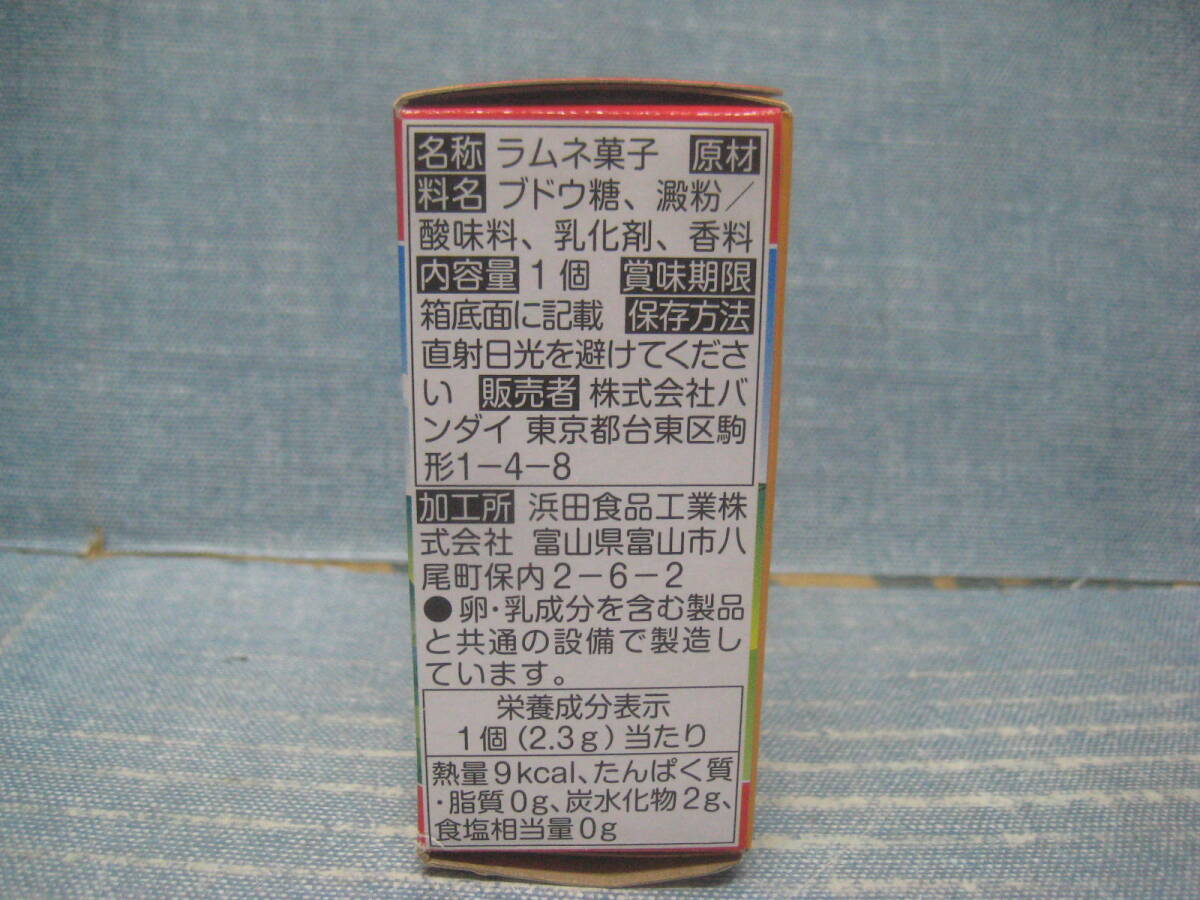 名称 ラムネ菓子 原材
料名 ブドウ糖、澱粉／
酸味料、乳化剤、香料
内容量 1個 賞味期限
箱底面に記載 保存方法
直射日光を避けてくださ
い 販売者 株式会社バ
ンダイ 東京都台東区駒
形1−4−8
加工所 浜田食品工業株
式会社 富山県富山市八
尾町保内2−6−2
●卵・乳成分を含む製品
と共通の設備で製造し
ています。
栄養成分表示
1個(2.3g)当たり
熱量9kcal、たんぱく質
・脂質0g、炭水化物2g、
食塩相当量0g